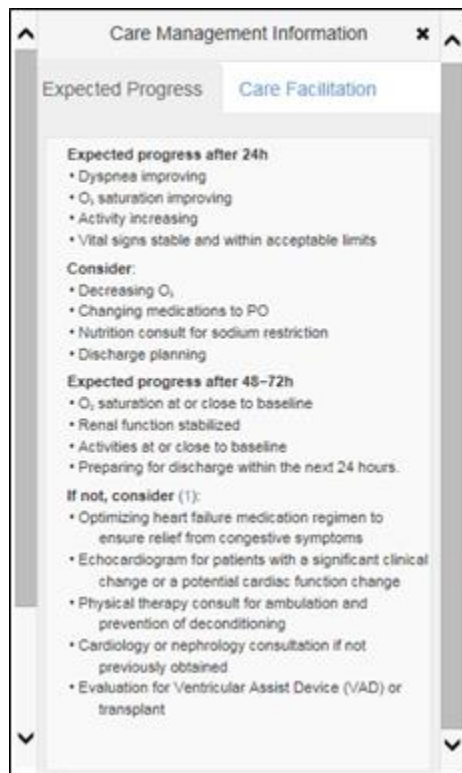 Care Management Information ✖
Expected Progress Care Facilitation
Expected progress after 24h
• Dyspnea improving
• O₂ saturation improving
• Activity increasing
• Vital signs stable and within acceptable limits
Consider:
• Decreasing O₂
• Changing medications to PO
• Nutrition consult for sodium restriction
• Discharge planning
Expected progress after 48–72h
• O₂ saturation at or close to baseline
• Renal function stabilized
• Activities at or close to baseline
• Preparing for discharge within the next 24 hours.
If not, consider (1):
• Optimizing heart failure medication regimen to
ensure relief from congestive symptoms
• Echocardiogram for patients with a significant clinical
change or a potential cardiac function change
• Physical therapy consult for ambulation and
prevention of deconditioning
• Cardiology or nephrology consultation if not
previously obtained
• Evaluation for Ventricular Assist Device (VAD) or
transplant